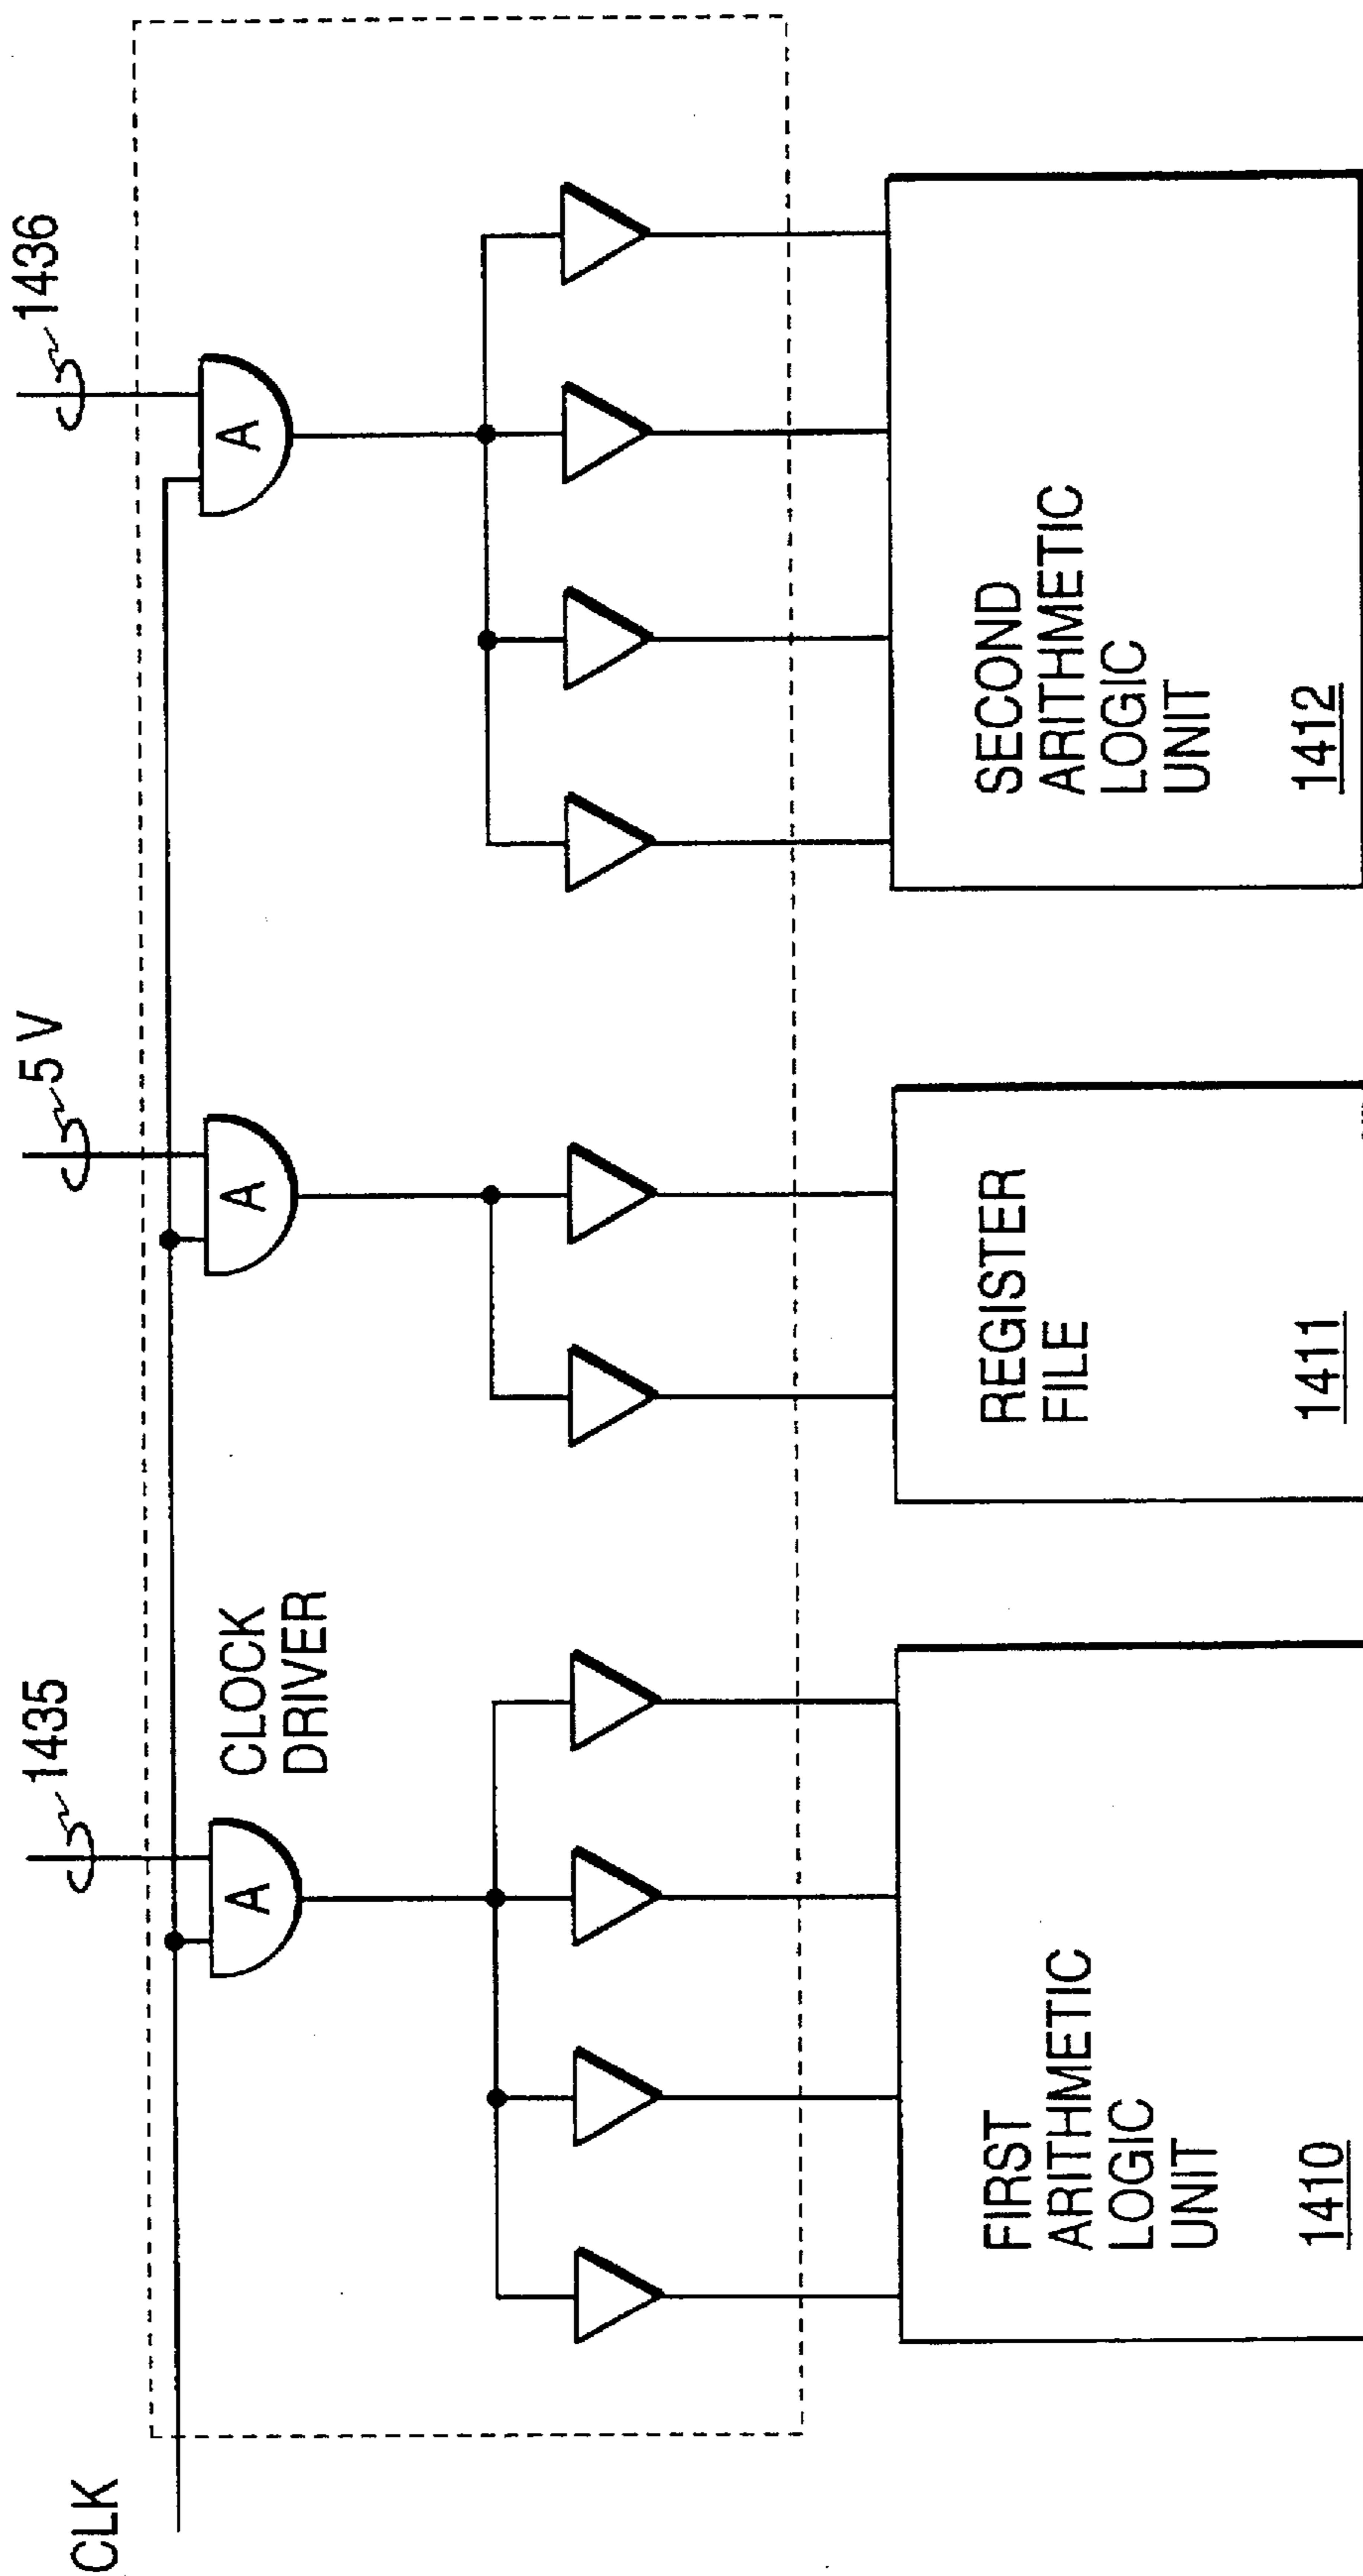 1435
5 V
1436
CLK
A
A
A
CLOCK
DRIVER
FIRST
ARITHMETIC
LOGIC
UNIT
1410
REGISTER
FILE
1411
SECOND
ARITHMETIC
LOGIC
UNIT
1412